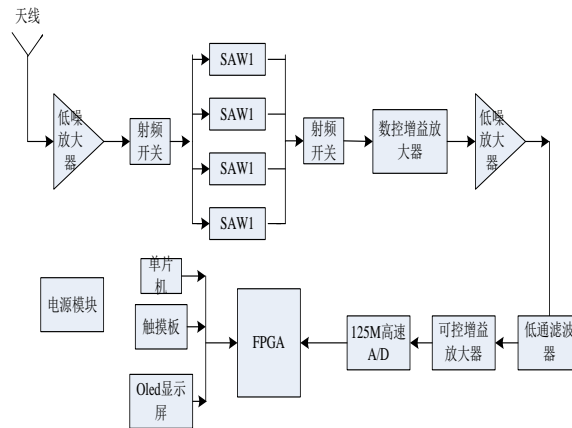 天线
低噪
放大
器
射频
开关
SAW1
SAW1
SAW1
SAW1
射频
开关
数控增益放
大器
低噪
放大
器
单片
机
触摸板
Oled显示
屏
电源模块
FPGA
125M高速
A/D
可控增益
放大器
低通滤波
器